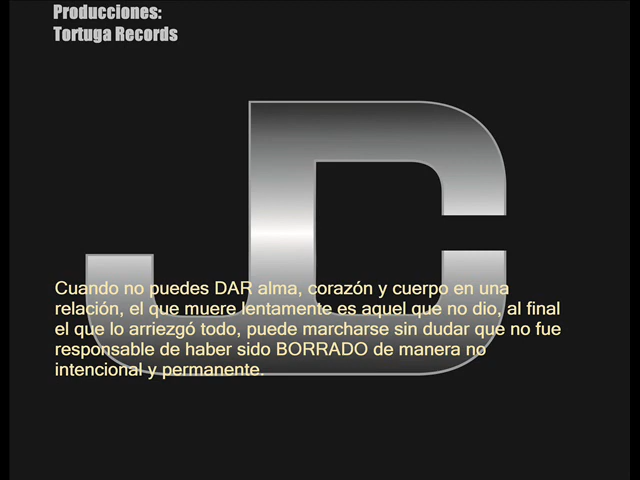 Producciones:
Tortuga Records
JC
Cuando no puedes DAR alma, corazón y cuerpo en una
relación, el que muere lentamente es aquel que no dio, al final
el que lo arriezgó todo, puede marcharse sin dudar que no fue
responsable de haber sido BORRADO de manera no
intencional y permanente.